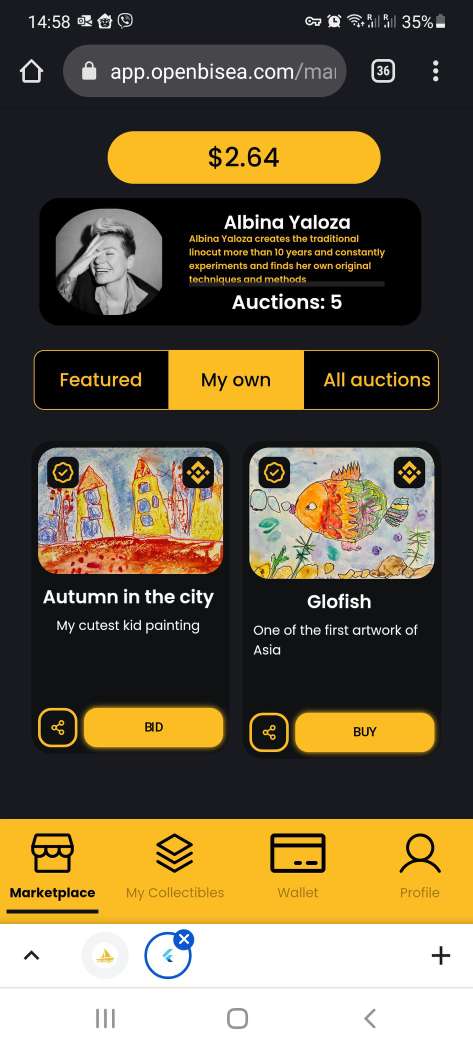 14:58
R R 35%
app.openbisea.com/mar
36
$2.64
Albina Yaloza
Albina Yaloza creates the traditional
linocut more than 10 years and constantly
experiments and finds her own original
techniques and methods
Auctions: 5
Featured
My own
All auctions
Autumn in the city
My cutest kid painting
BID
Glofish
One of the first artwork of
Asia
BUY
Marketplace
My Collectibles
Wallet
Profile